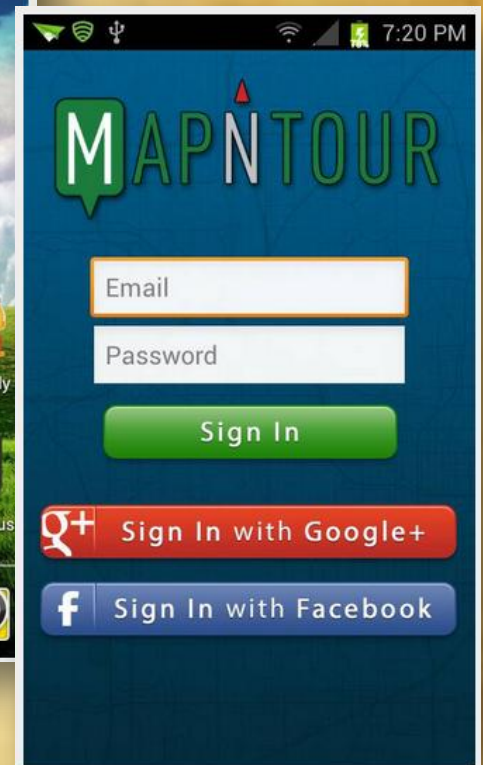 7:20 PM
MAPNTOUR
Email
Password
Sign In
g+ Sign In with Google+
f Sign In with Facebook